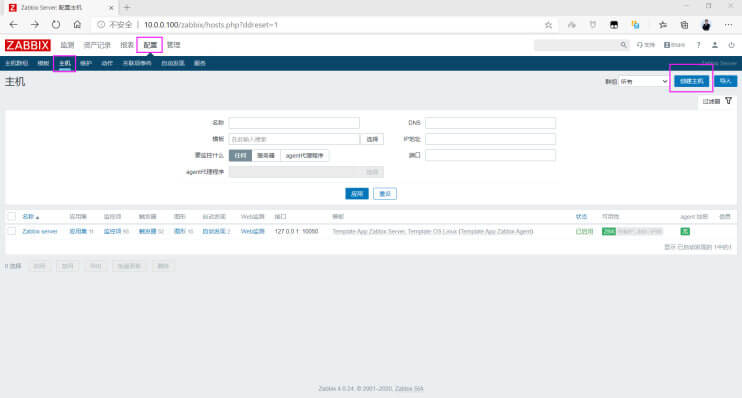 Zabbix Server: 配置主机
不安全 | 10.0.0.100/zabbix/hosts.php?ddreset=1
ZABBIX 监测 资产记录 报表 配置 管理 支持 Share ?
主机群组 模板 主机 维护 动作 关联项事件 自动发现 服务 Zabbix Server
主机 群组 所有 创建主机 导入
过滤器
名称 DNS
模板 在此输入搜索 选择 IP地址
要监控什么 任何 服务器 agent代理程序 端口
agent代理程序 选择
应用 重设
名称 应用集 监控项 触发器 图形 自动发现 Web监测 接口 模板 状态 可用性 agent 加密 信息
Zabbix server 应用集 11 监控项 触发器 图形 自动发现 2 Web监测 127.0.0.1: 10050 Template App Zabbix Server, Template OS Linux (Template App Zabbix Agent) 已启用 ZBX SNMP JMX IPMI 无
显示 已自动发现的 1中的1
0 选择 启用 禁用 导出 批量更新 删除
Zabbix 4.0.24. © 2001–2020, Zabbix SIA